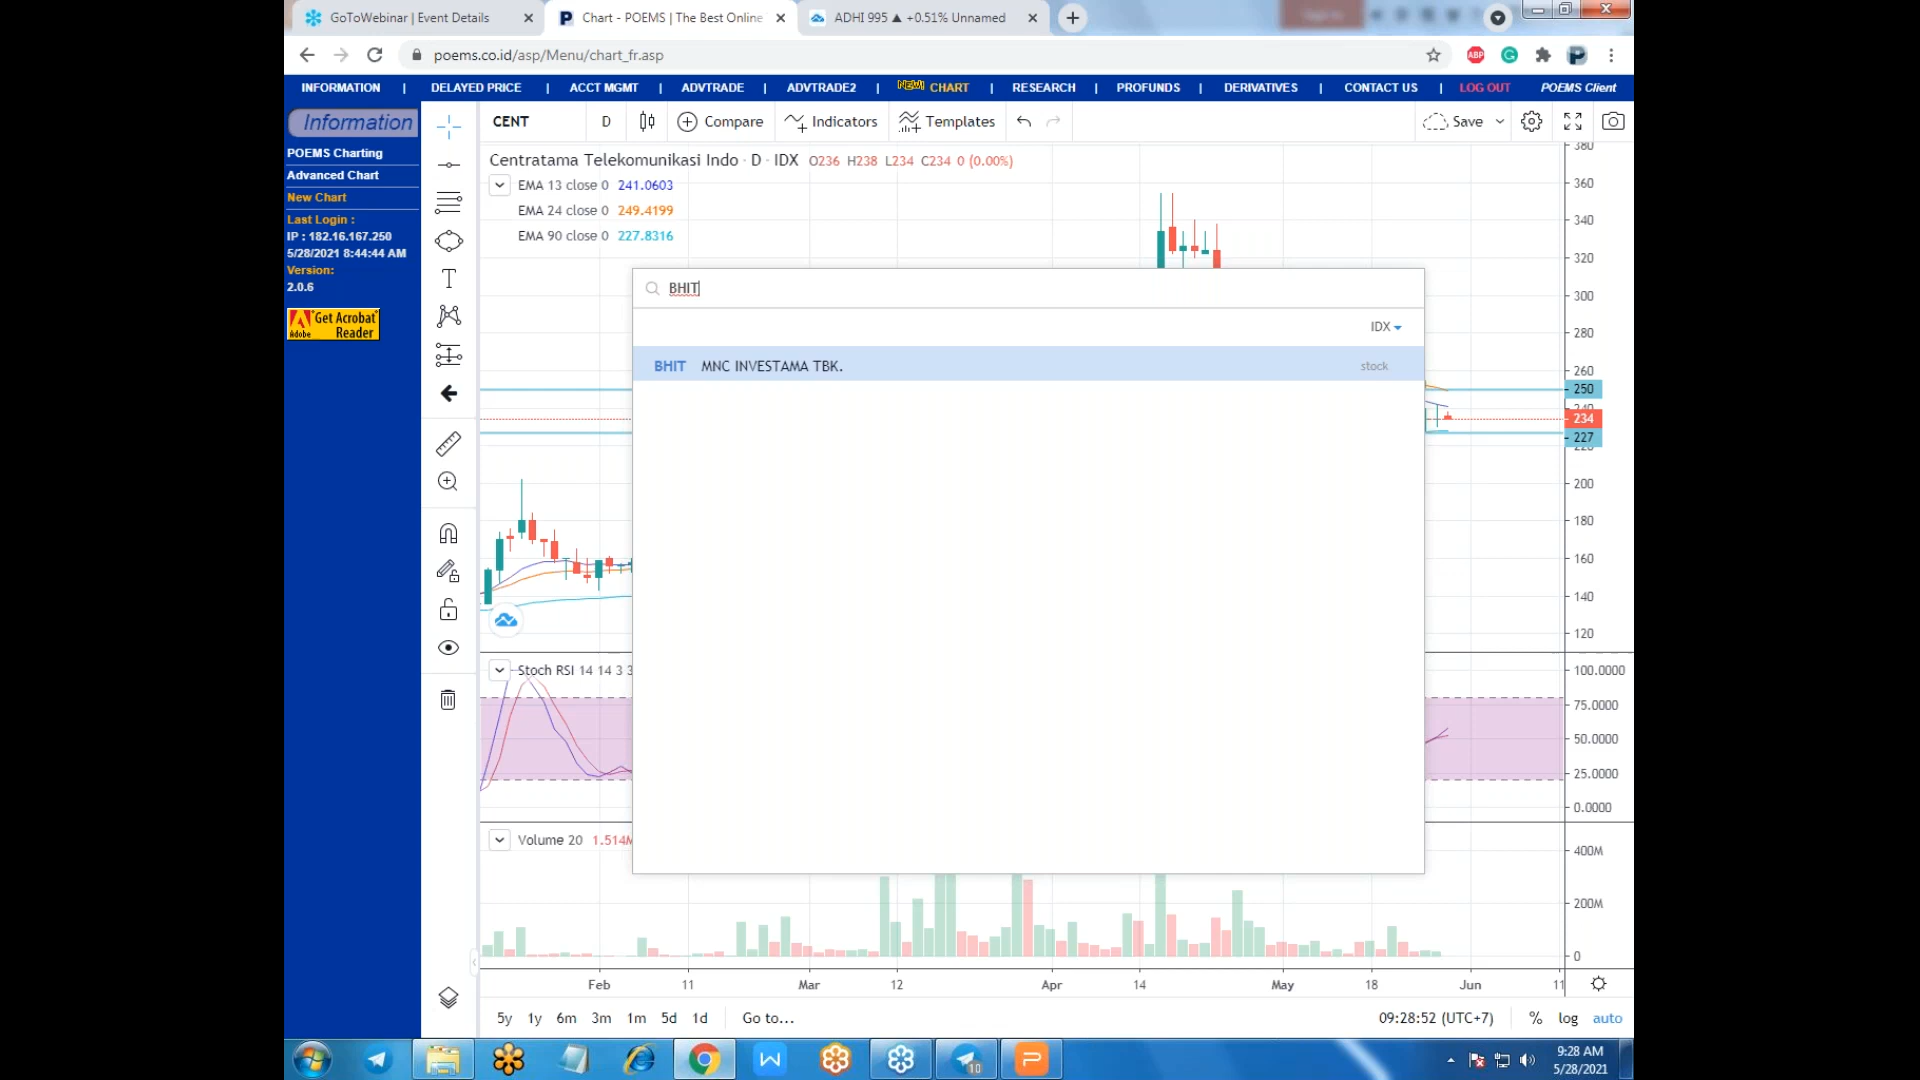 GoToWebinar | Event Details
Chart - POEMS | The Best Online
ADHI 995 ▲ +0.51% Unnamed
poems.co.id/asp/Menu/chart_fr.asp
ABP
INFORMATION | DELAYED PRICE | ACCT MGMT | ADVTRADE | ADVTRADE2 | NEW! CHART | RESEARCH | PROFUNDS | DERIVATIVES | CONTACT US | LOG OUT POEMS Client
Information
POEMS Charting
Advanced Chart
New Chart
Last Login :
IP : 182.16.167.250
5/28/2021 8:44:44 AM
Version:
2.0.6
Get Acrobat
Reader
Adobe
CENT D Compare Indicators Templates Save
Centratama Telekomunikasi Indo · D · IDX O236 H238 L234 C234 0 (0.00%)
EMA 13 close 0 241.0603
EMA 24 close 0 249.4199
EMA 90 close 0 227.8316
BHIT
IDX
BHIT MNC INVESTAMA TBK. stock
380
360
340
320
300
280
260
250
240
234
227
220
200
180
160
140
120
Stoch RSI 14 14 3 3
100.0000
75.0000
50.0000
25.0000
0.0000
Volume 20 1.514M
400M
200M
0
Feb 11 Mar 12 Apr 14 May 18 Jun 11
5y 1y 6m 3m 1m 5d 1d Go to...
09:28:52 (UTC+7) % log auto
10
9:28 AM
5/28/2021